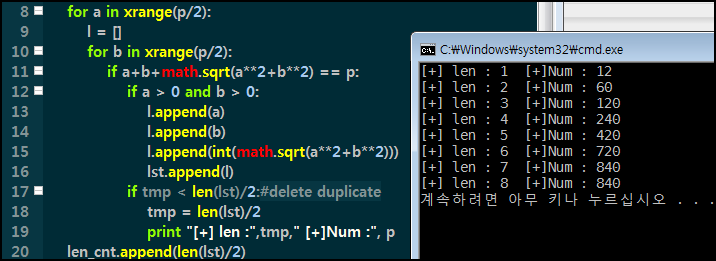 8 for a in xrange(p/2):
9 l = []
10 for b in xrange(p/2):
11 if a+b+math.sqrt(a**2+b**2) == p:
12 if a > 0 and b > 0:
13 l.append(a)
14 l.append(b)
15 l.append(int(math.sqrt(a**2+b**2)))
16 lst.append(l)
17 if tmp < len(lst)/2:#delete duplicate
18 tmp = len(lst)/2
19 print "[+] len :",tmp," [+]Num :", p
20 len_cnt.append(len(lst)/2)
C:₩Windows₩system32₩cmd.exe
[+] len : 1 [+]Num : 12
[+] len : 2 [+]Num : 60
[+] len : 3 [+]Num : 120
[+] len : 4 [+]Num : 240
[+] len : 5 [+]Num : 420
[+] len : 6 [+]Num : 720
[+] len : 7 [+]Num : 840
[+] len : 8 [+]Num : 840
계속하려면 아무 키나 누르십시오 . . .